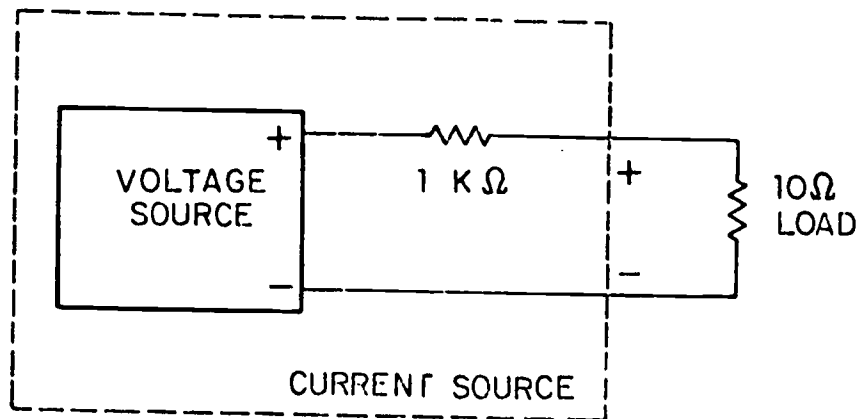 +
VOLTAGE
SOURCE
−
1 KΩ
+
−
10Ω
LOAD
CURRENT SOURCE